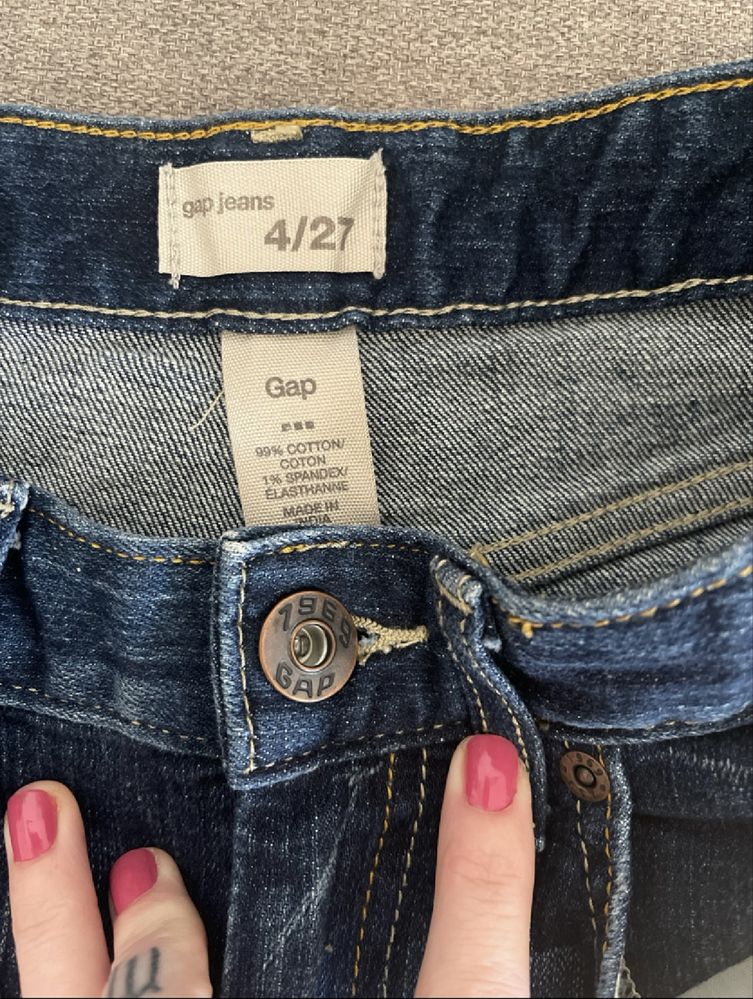 gap jeans
4/27
Gap
99% COTTON/
COTON
1% SPANDEX/
ÉLASTHANNE
MADE IN
1969
GAP